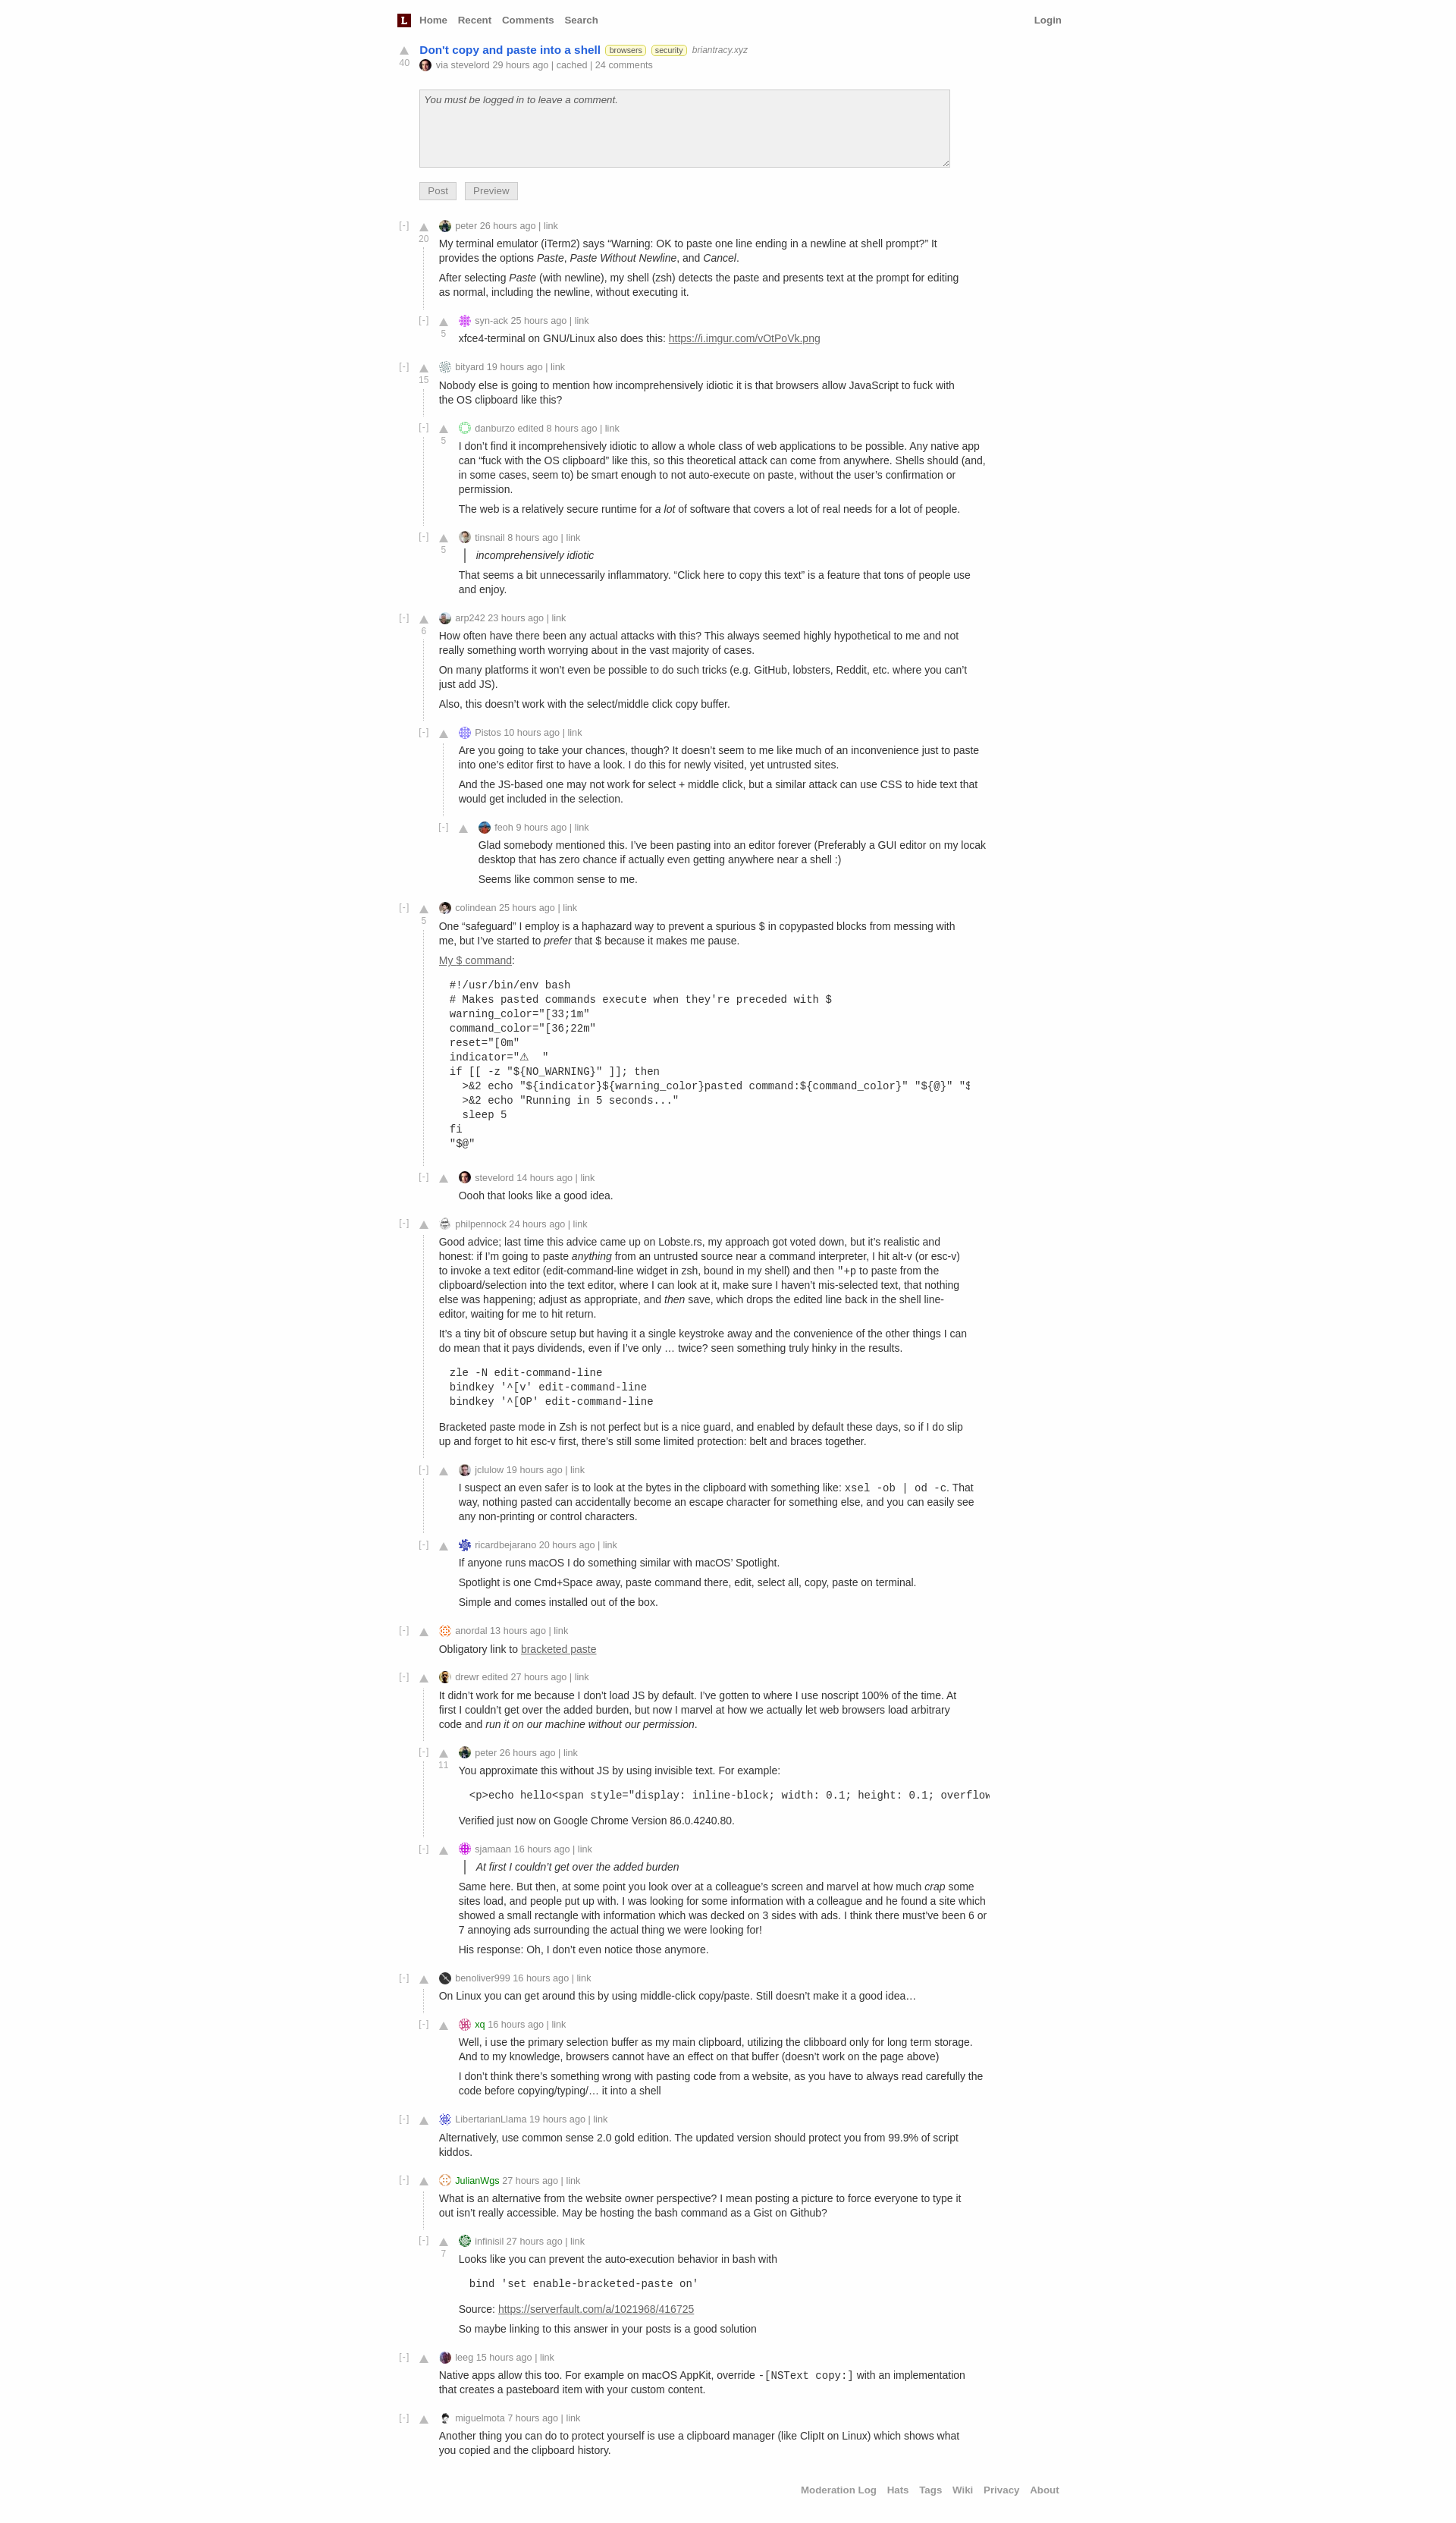 L Home Recent Comments Search Login
Don't copy and paste into a shell browsers security briantracy.xyz
40
via stevelord 29 hours ago | cached | 24 comments
You must be logged in to leave a comment.
Post Preview
[-] peter 26 hours ago | link
20
My terminal emulator (iTerm2) says “Warning: OK to paste one line ending in a newline at shell prompt?” It
provides the options Paste, Paste Without Newline, and Cancel.
After selecting Paste (with newline), my shell (zsh) detects the paste and presents text at the prompt for editing
as normal, including the newline, without executing it.
[-] syn-ack 25 hours ago | link
5
xfce4-terminal on GNU/Linux also does this: https://i.imgur.com/vOtPoVk.png
[-] bityard 19 hours ago | link
15
Nobody else is going to mention how incomprehensively idiotic it is that browsers allow JavaScript to fuck with
the OS clipboard like this?
[-] danburzo edited 8 hours ago | link
5
I don’t find it incomprehensively idiotic to allow a whole class of web applications to be possible. Any native app
can “fuck with the OS clipboard” like this, so this theoretical attack can come from anywhere. Shells should (and,
in some cases, seem to) be smart enough to not auto-execute on paste, without the user’s confirmation or
permission.
The web is a relatively secure runtime for a lot of software that covers a lot of real needs for a lot of people.
[-] tinsnail 8 hours ago | link
5
incomprehensively idiotic
That seems a bit unnecessarily inflammatory. “Click here to copy this text” is a feature that tons of people use
and enjoy.
[-] arp242 23 hours ago | link
6
How often have there been any actual attacks with this? This always seemed highly hypothetical to me and not
really something worth worrying about in the vast majority of cases.
On many platforms it won’t even be possible to do such tricks (e.g. GitHub, lobsters, Reddit, etc. where you can’t
just add JS).
Also, this doesn’t work with the select/middle click copy buffer.
[-] Pistos 10 hours ago | link
Are you going to take your chances, though? It doesn’t seem to me like much of an inconvenience just to paste
into one’s editor first to have a look. I do this for newly visited, yet untrusted sites.
And the JS-based one may not work for select + middle click, but a similar attack can use CSS to hide text that
would get included in the selection.
[-] feoh 9 hours ago | link
Glad somebody mentioned this. I’ve been pasting into an editor forever (Preferably a GUI editor on my locak
desktop that has zero chance if actually even getting anywhere near a shell :)
Seems like common sense to me.
[-] colindean 25 hours ago | link
5
One “safeguard” I employ is a haphazard way to prevent a spurious $ in copypasted blocks from messing with
me, but I’ve started to prefer that $ because it makes me pause.
My $ command:
#!/usr/bin/env bash
# Makes pasted commands execute when they're preceded with $
warning_color="[33;1m"
command_color="[36;22m"
reset="[0m"
indicator="⚠  "
if [[ -z "${NO_WARNING}" ]]; then
  >&2 echo "${indicator}${warning_color}pasted command:${command_color}" "${@}" "$
  >&2 echo "Running in 5 seconds..."
  sleep 5
fi
"$@"
[-] stevelord 14 hours ago | link
Oooh that looks like a good idea.
[-] philpennock 24 hours ago | link
Good advice; last time this advice came up on Lobste.rs, my approach got voted down, but it’s realistic and
honest: if I’m going to paste anything from an untrusted source near a command interpreter, I hit alt-v (or esc-v)
to invoke a text editor (edit-command-line widget in zsh, bound in my shell) and then "+p to paste from the
clipboard/selection into the text editor, where I can look at it, make sure I haven’t mis-selected text, that nothing
else was happening; adjust as appropriate, and then save, which drops the edited line back in the shell line-
editor, waiting for me to hit return.
It’s a tiny bit of obscure setup but having it a single keystroke away and the convenience of the other things I can
do mean that it pays dividends, even if I’ve only … twice? seen something truly hinky in the results.
zle -N edit-command-line
bindkey '^[v' edit-command-line
bindkey '^[OP' edit-command-line
Bracketed paste mode in Zsh is not perfect but is a nice guard, and enabled by default these days, so if I do slip
up and forget to hit esc-v first, there’s still some limited protection: belt and braces together.
[-] jclulow 19 hours ago | link
I suspect an even safer is to look at the bytes in the clipboard with something like: xsel -ob | od -c. That
way, nothing pasted can accidentally become an escape character for something else, and you can easily see
any non-printing or control characters.
[-] ricardbejarano 20 hours ago | link
If anyone runs macOS I do something similar with macOS’ Spotlight.
Spotlight is one Cmd+Space away, paste command there, edit, select all, copy, paste on terminal.
Simple and comes installed out of the box.
[-] anordal 13 hours ago | link
Obligatory link to bracketed paste
[-] drewr edited 27 hours ago | link
It didn’t work for me because I don’t load JS by default. I’ve gotten to where I use noscript 100% of the time. At
first I couldn’t get over the added burden, but now I marvel at how we actually let web browsers load arbitrary
code and run it on our machine without our permission.
[-] peter 26 hours ago | link
11
You approximate this without JS by using invisible text. For example:
<p>echo hello<span style="display: inline-block; width: 0.1; height: 0.1; overflow
Verified just now on Google Chrome Version 86.0.4240.80.
[-] sjamaan 16 hours ago | link
At first I couldn’t get over the added burden
Same here. But then, at some point you look over at a colleague’s screen and marvel at how much crap some
sites load, and people put up with. I was looking for some information with a colleague and he found a site which
showed a small rectangle with information which was decked on 3 sides with ads. I think there must’ve been 6 or
7 annoying ads surrounding the actual thing we were looking for!
His response: Oh, I don’t even notice those anymore.
[-] benoliver999 16 hours ago | link
On Linux you can get around this by using middle-click copy/paste. Still doesn’t make it a good idea…
[-] xq 16 hours ago | link
Well, i use the primary selection buffer as my main clipboard, utilizing the clibboard only for long term storage.
And to my knowledge, browsers cannot have an effect on that buffer (doesn’t work on the page above)
I don’t think there’s something wrong with pasting code from a website, as you have to always read carefully the
code before copying/typing/… it into a shell
[-] LibertarianLlama 19 hours ago | link
Alternatively, use common sense 2.0 gold edition. The updated version should protect you from 99.9% of script
kiddos.
[-] JulianWgs 27 hours ago | link
What is an alternative from the website owner perspective? I mean posting a picture to force everyone to type it
out isn’t really accessible. May be hosting the bash command as a Gist on Github?
[-] infinisil 27 hours ago | link
7
Looks like you can prevent the auto-execution behavior in bash with
bind 'set enable-bracketed-paste on'
Source: https://serverfault.com/a/1021968/416725
So maybe linking to this answer in your posts is a good solution
[-] leeg 15 hours ago | link
Native apps allow this too. For example on macOS AppKit, override -[NSText copy:] with an implementation
that creates a pasteboard item with your custom content.
[-] miguelmota 7 hours ago | link
Another thing you can do to protect yourself is use a clipboard manager (like ClipIt on Linux) which shows what
you copied and the clipboard history.
Moderation Log Hats Tags Wiki Privacy About